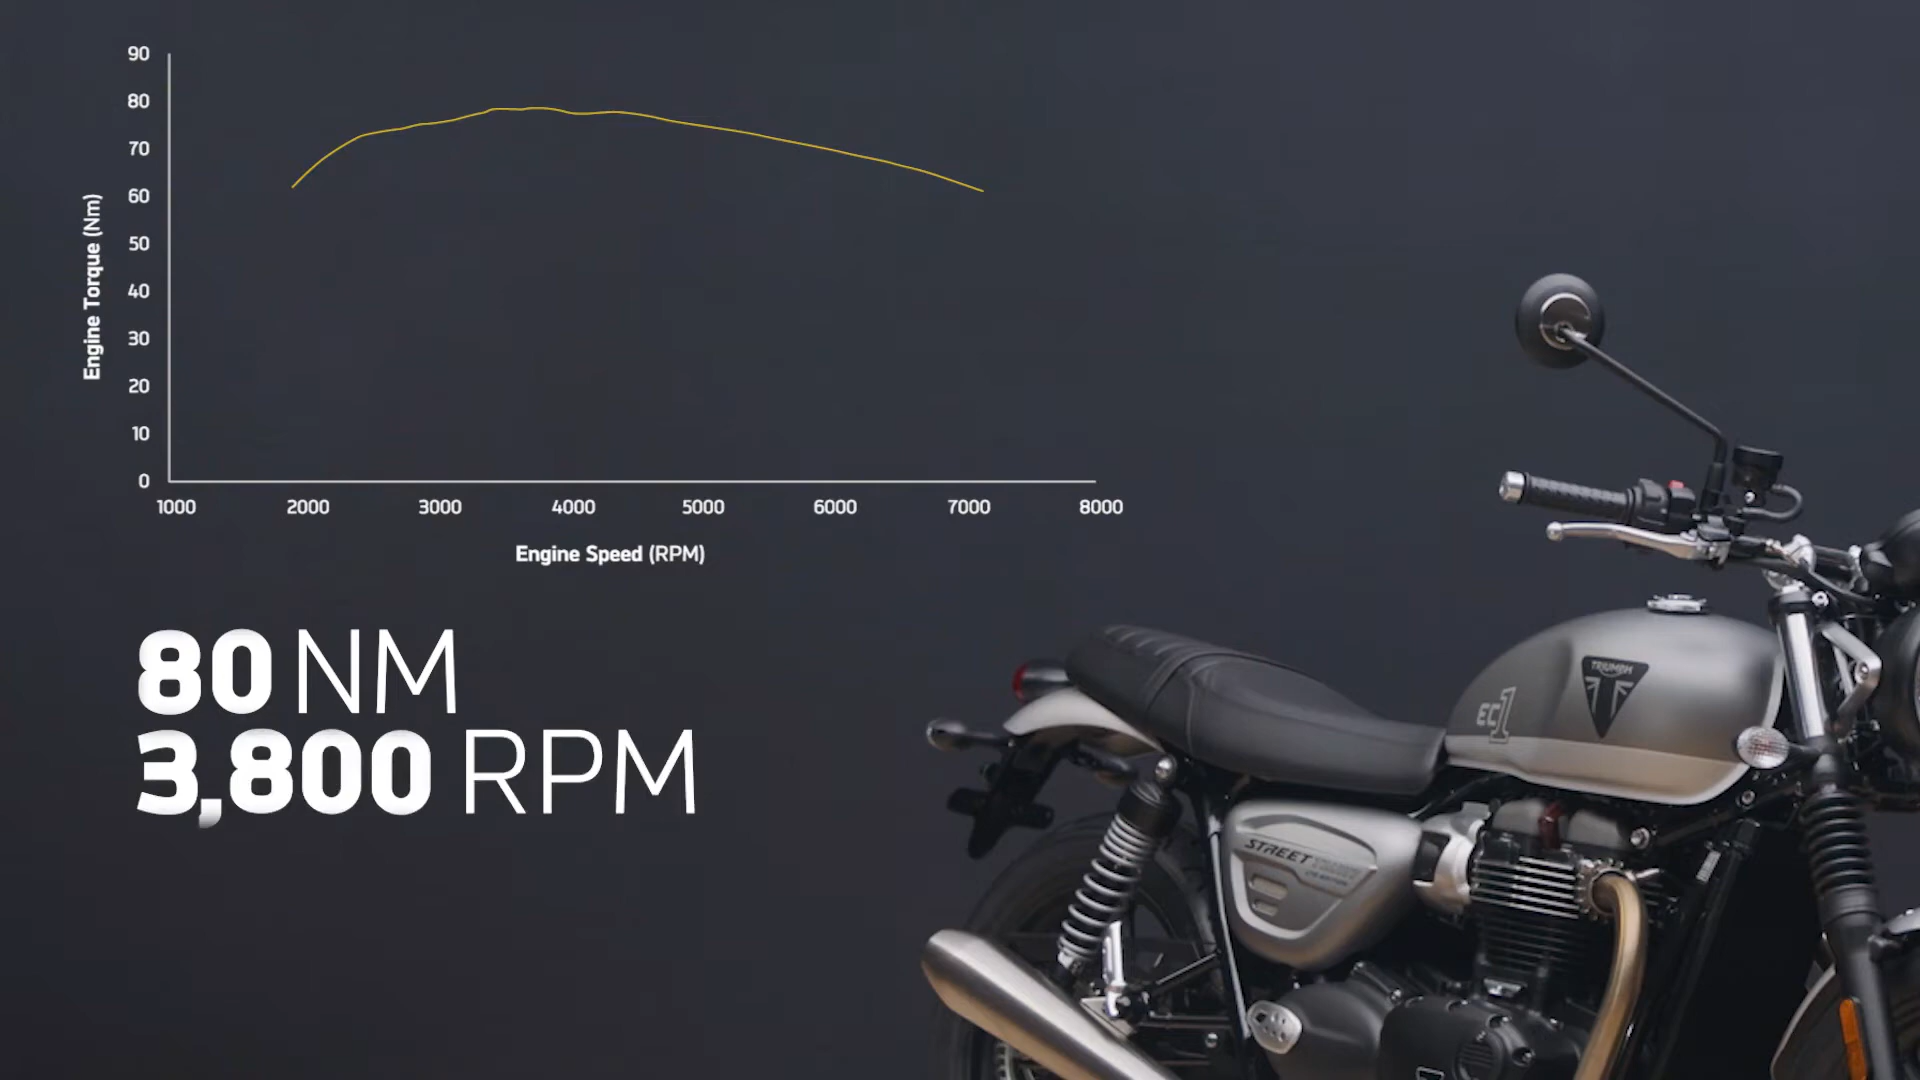 90
80
70
60
50
40
30
20
10
0
Engine Torque (Nm)
1000 2000 3000 4000 5000 6000 7000 8000
Engine Speed (RPM)
80 NM
3,800 RPM
TRIUMPH
EC1
STREET